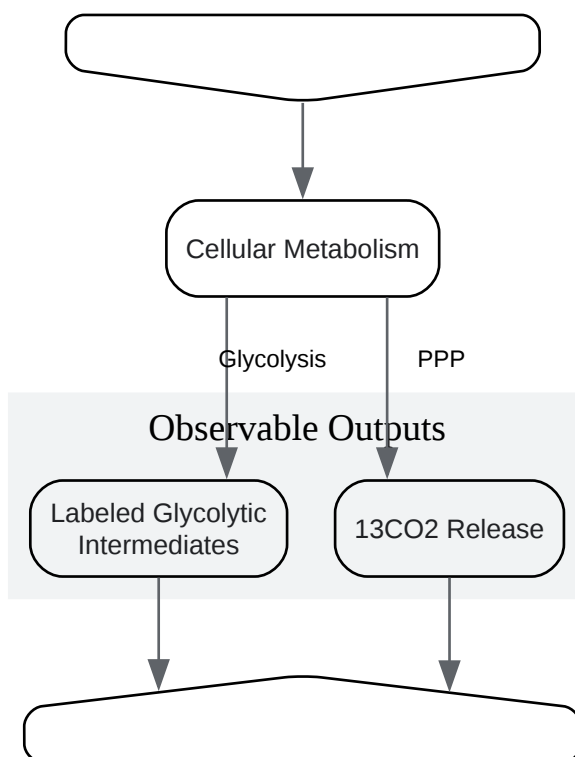 Cellular Metabolism
Glycolysis
PPP
Observable Outputs
Labeled Glycolytic
Intermediates
13CO2 Release